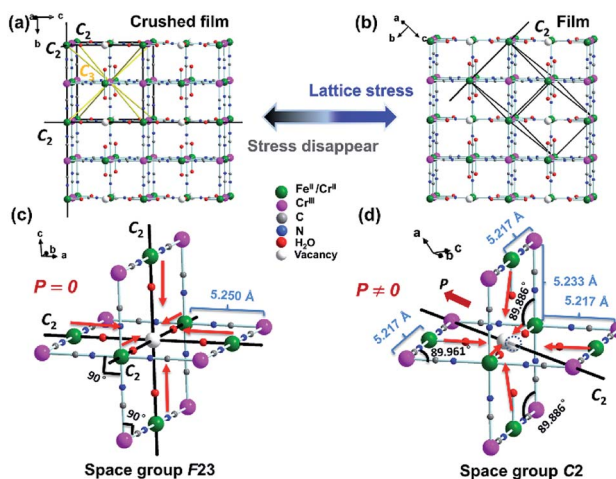 (a)
a
c
b
Crushed film
C2
C2
C3
C2
Lattice stress
Stress disappear
(b)
a
c
b
Film
C2
Feᴵᴵ/Crᴵᴵ
Crᴵᴵᴵ
C
N
H2O
Vacancy
(c)
c
b
a
C2
P = 0
5.250 Å
C2
C2
90°
90°
Space group F23
(d)
a
c
b
5.217 Å
P
P ≠ 0
5.233 Å
5.217 Å
89.886°
5.217 Å
89.961°
C2
89.886°
Space group C2